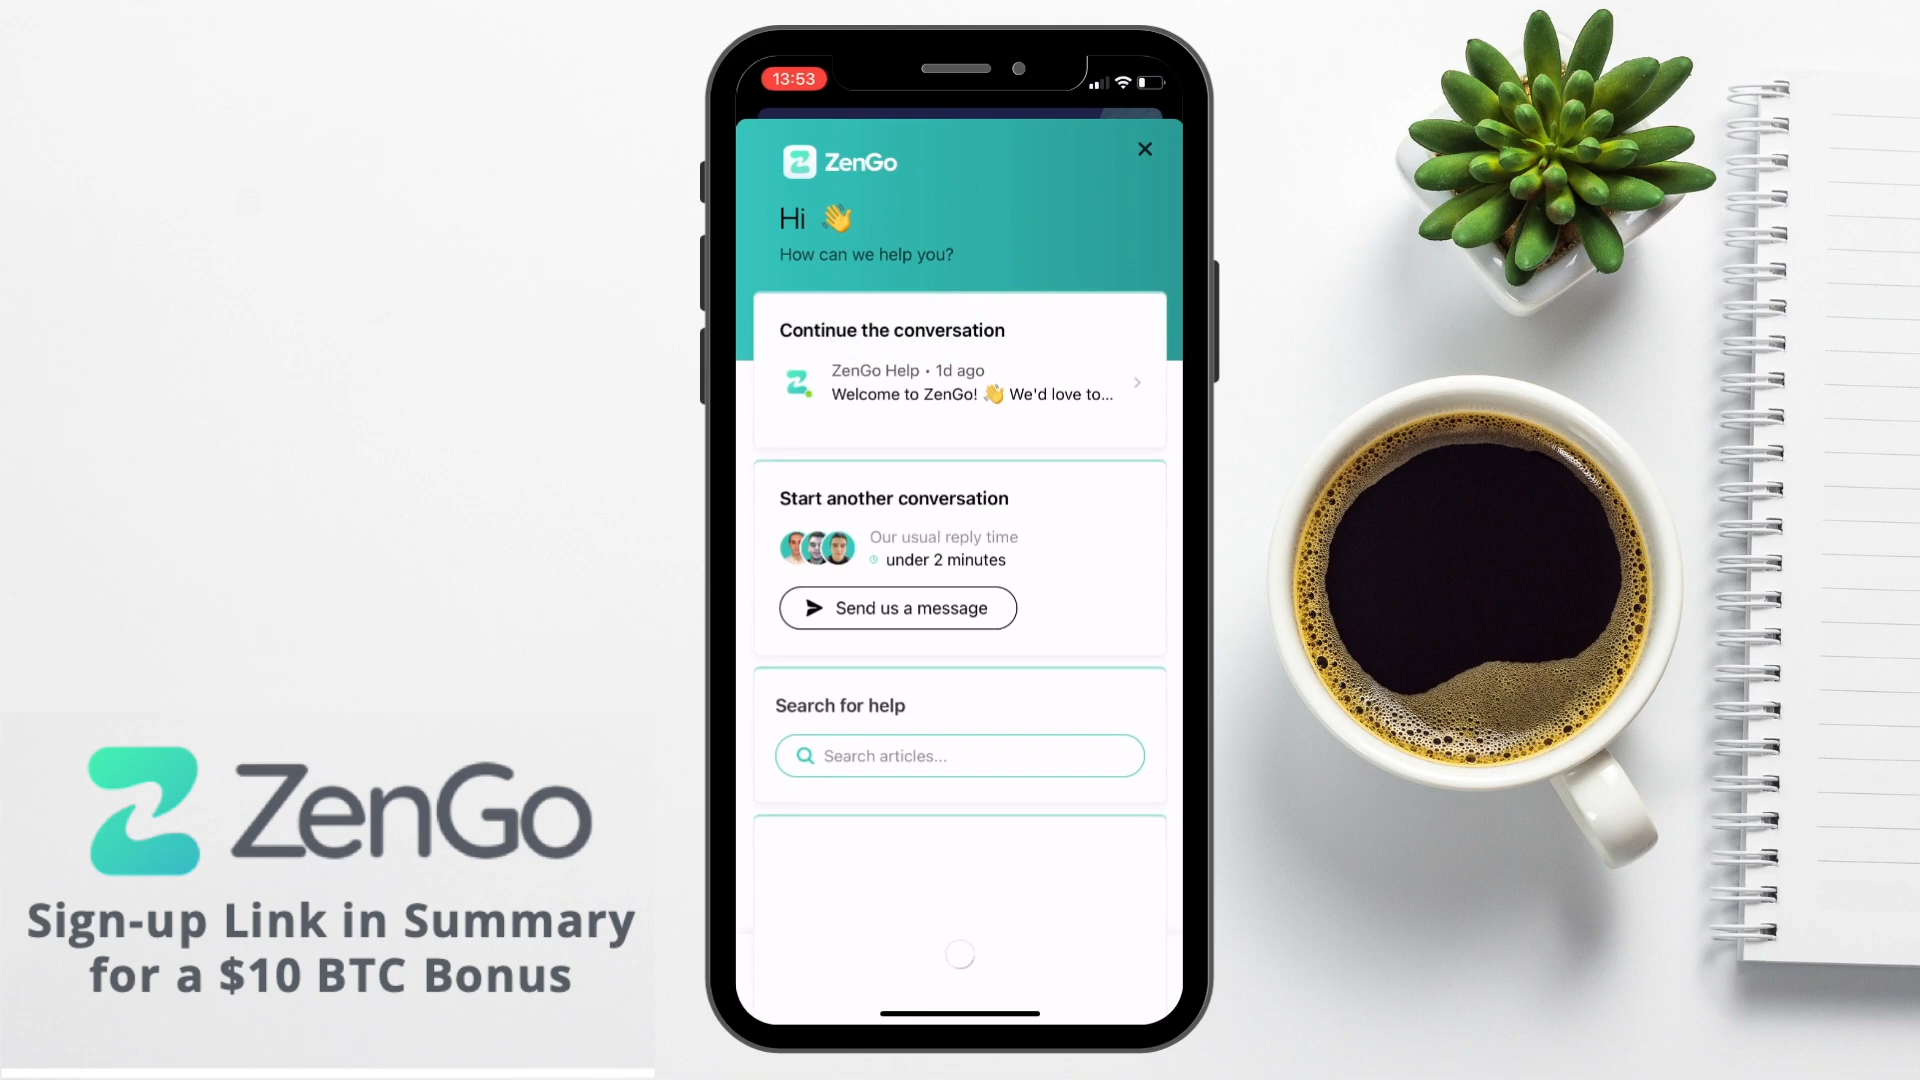 13:53
ZenGo
Hi 👋
How can we help you?
Continue the conversation
ZenGo Help • 1d ago
Welcome to ZenGo! 👋 We'd love to...
Start another conversation
Our usual reply time
under 2 minutes
Send us a message
Search for help
Search articles...
ZenGo
Sign-up Link in Summary
for a $10 BTC Bonus